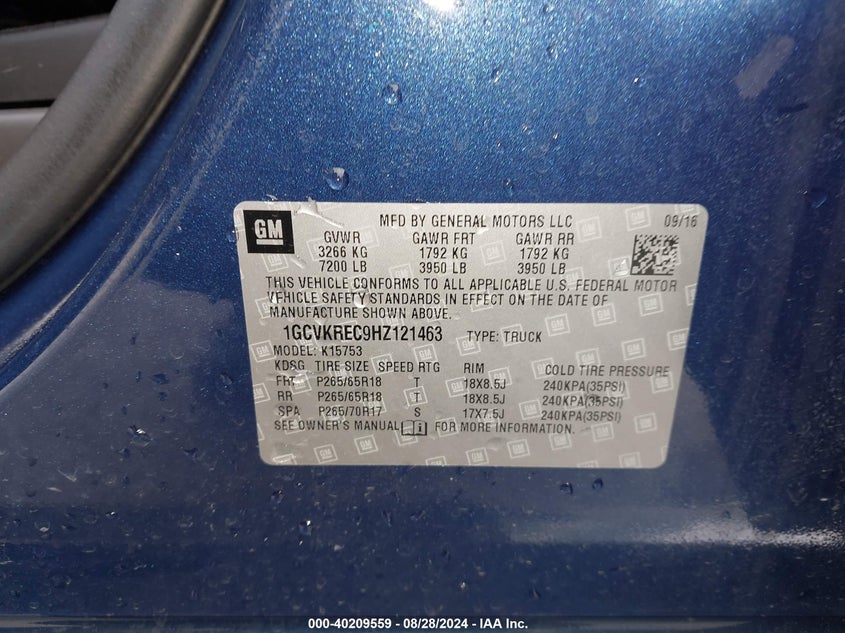 GM
MFD BY GENERAL MOTORS LLC 09/16
GVWR GAWR FRT GAWR RR
3266 KG 1792 KG 1792 KG
7200 LB 3950 LB 3950 LB
THIS VEHICLE CONFORMS TO ALL APPLICABLE U.S. FEDERAL MOTOR
VEHICLE SAFETY STANDARDS IN EFFECT ON THE DATE OF
MANUFACTURE SHOWN ABOVE.
1GCVKREC9HZ121463 TYPE: TRUCK
MODEL: K15753
KDSG TIRE SIZE SPEED RTG RIM COLD TIRE PRESSURE
FRT P265/65R18 T 18X8.5J 240KPA(35PSI)
RR P265/65R18 T 18X8.5J 240KPA(35PSI)
SPA P265/70R17 S 17X7.5J 240KPA(35PSI)
SEE OWNER'S MANUAL i FOR MORE INFORMATION.
000-40209559 — 08/28/2024 — IAA Inc.